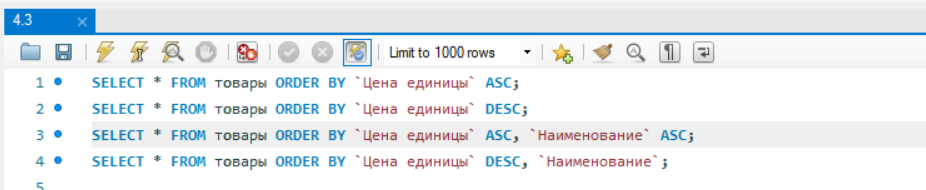 4.3
Limit to 1000 rows
1 SELECT * FROM товары ORDER BY `Цена единицы` ASC;
2 SELECT * FROM товары ORDER BY `Цена единицы` DESC;
3 SELECT * FROM товары ORDER BY `Цена единицы` ASC, `Наименование` ASC;
4 SELECT * FROM товары ORDER BY `Цена единицы` DESC, `Наименование`;
5